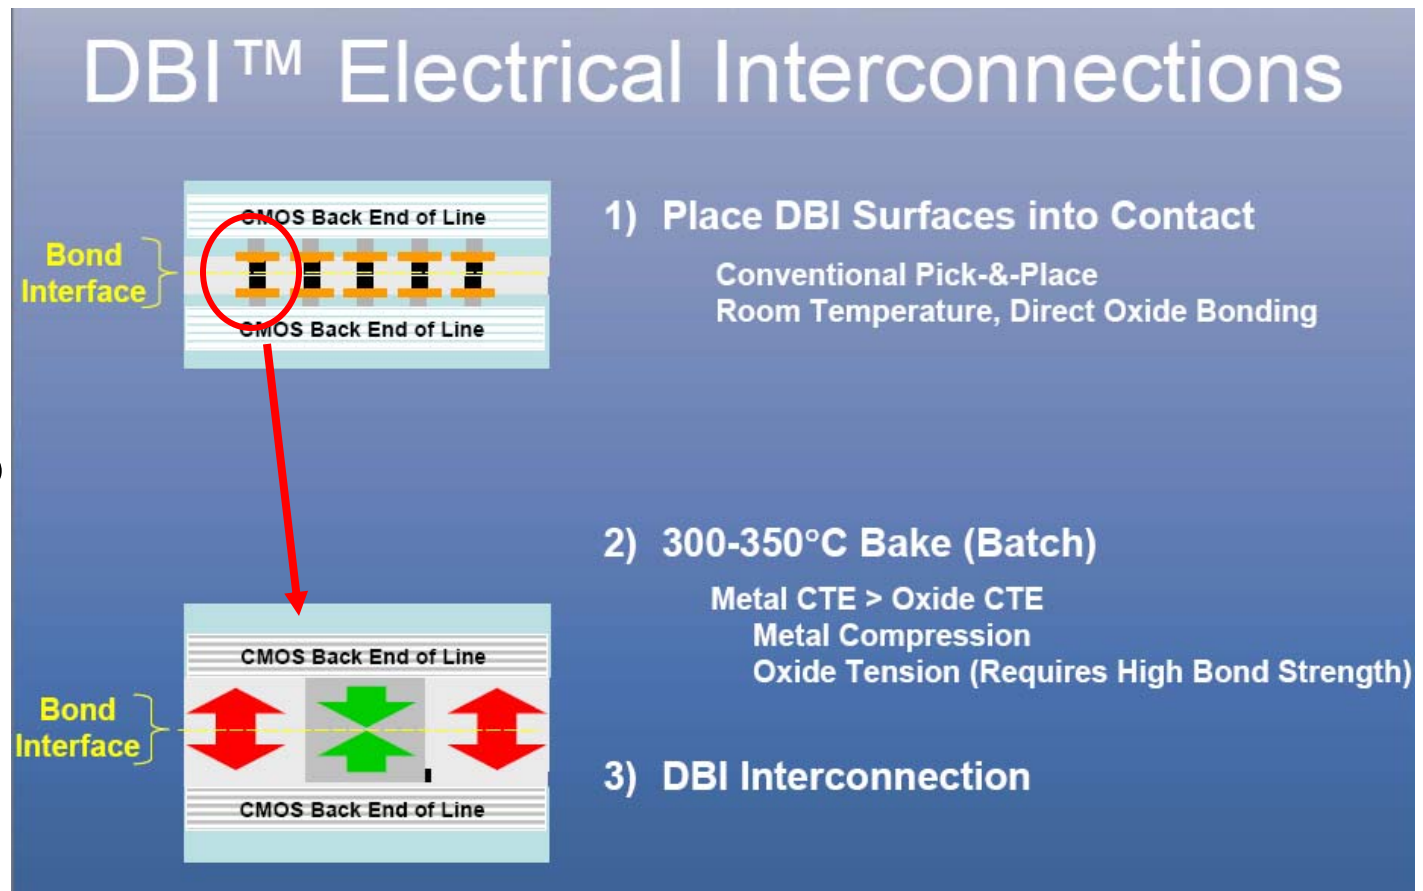 DBI™ Electrical Interconnections
CMOS Back End of Line
Bond
Interface
CMOS Back End of Line
1) Place DBI Surfaces into Contact
Conventional Pick-&-Place
Room Temperature, Direct Oxide Bonding
)
2) 300-350°C Bake (Batch)
Metal CTE > Oxide CTE
Metal Compression
Oxide Tension (Requires High Bond Strength)
CMOS Back End of Line
Bond
Interface
CMOS Back End of Line
3) DBI Interconnection